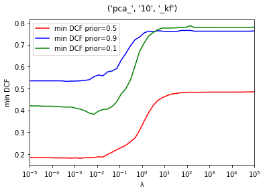 ('pca_', '10', '_kf')
min DCF
0.8
0.7
0.6
0.5
0.4
0.3
0.2
min DCF prior=0.5
min DCF prior=0.9
min DCF prior=0.1
10⁻⁵ 10⁻⁴ 10⁻³ 10⁻² 10⁻¹ 10⁰ 10¹ 10² 10³ 10⁴ 10⁵
λ